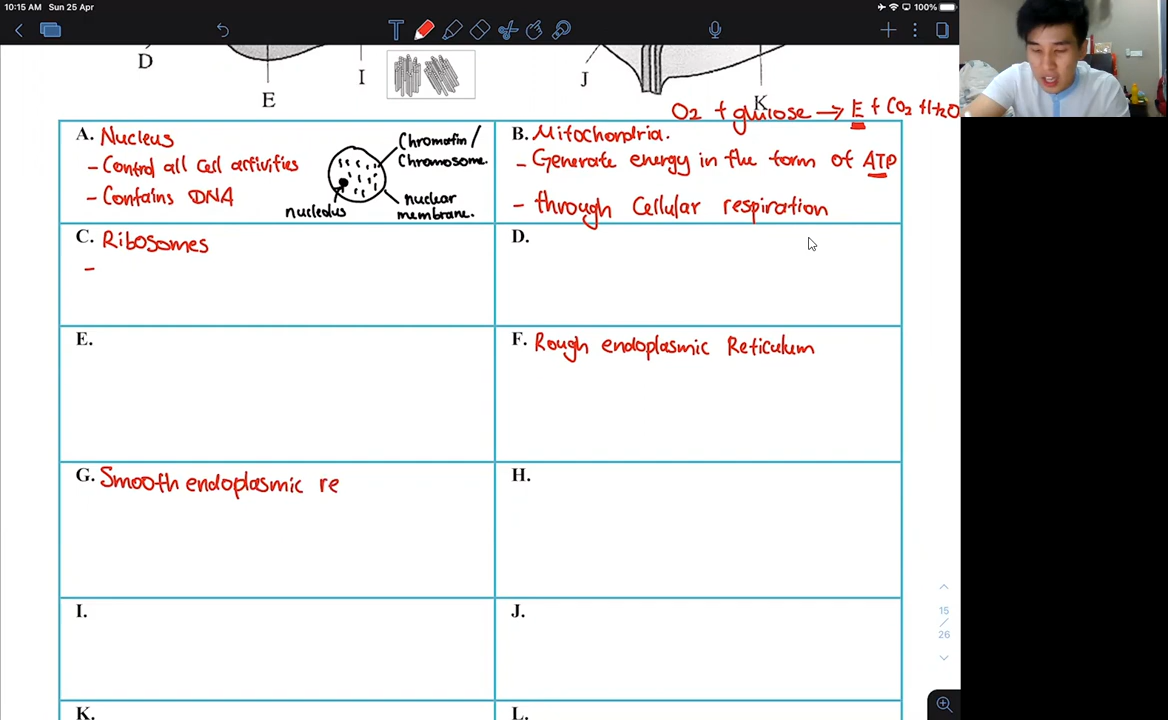 10:15 AM Sun 25 Apr
100%
D
E
I
J
K
O2 + guicose → E + CO2 + H2O
A. Nucleus
- Control all cell activities
- Contains DNA
Chromatin/
Chromosome.
nucleolus
nuclear
membrane.
B. Mitochondria.
- Generate energy in the form of ATP
- through Cellular respiration
C. Ribosomes
-
D.
E.
F. Rough endoplasmic Reticulum
G. Smooth endoplasmic re
H.
I.
J.
K.
L.
15
/
26